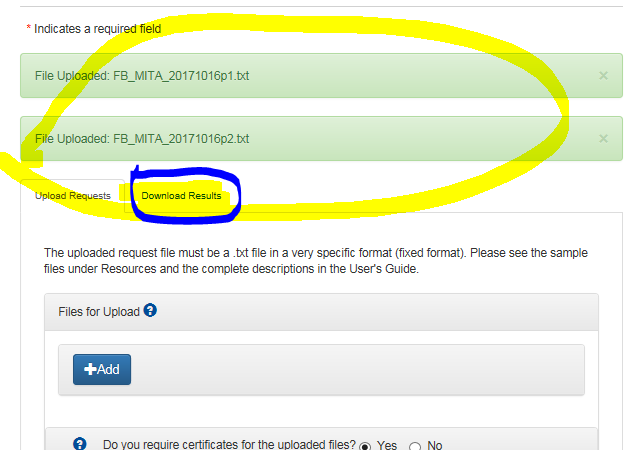 * Indicates a required field
File Uploaded: FB_MITA_20171016p1.txt ×
File Uploaded: FB_MITA_20171016p2.txt ×
Upload Requests Download Results
The uploaded request file must be a .txt file in a very specific format (fixed format). Please see the sample
files under Resources and the complete descriptions in the User's Guide.
Files for Upload ?
+Add
? Do you require certificates for the uploaded files? Yes No